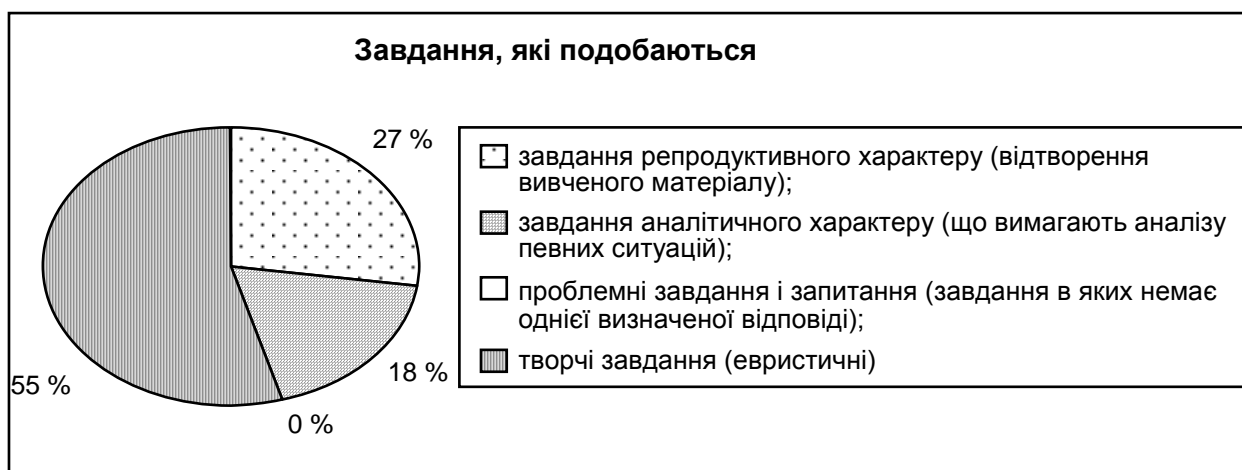 Завдання, які подобаються
27 %
завдання репродуктивного характеру (відтворення
вивченого матеріалу);
завдання аналітичного характеру (що вимагають аналізу
певних ситуацій);
проблемні завдання і запитання (завдання в яких немає
однієї визначеної відповіді);
творчі завдання (евристичні)
18 %
55 %
0 %